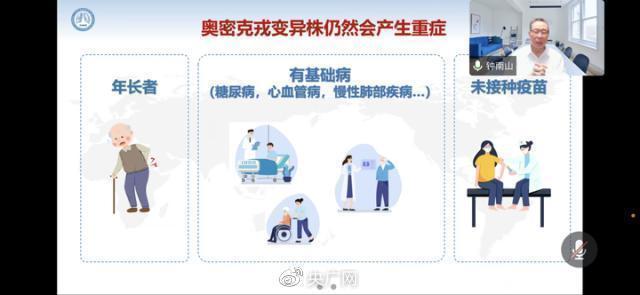 奥密克戎变异株仍然会产生重症
钟南山
年长者
有基础病
(糖尿病，心血管病，慢性肺部疾病...)
未接种疫苗
央广网